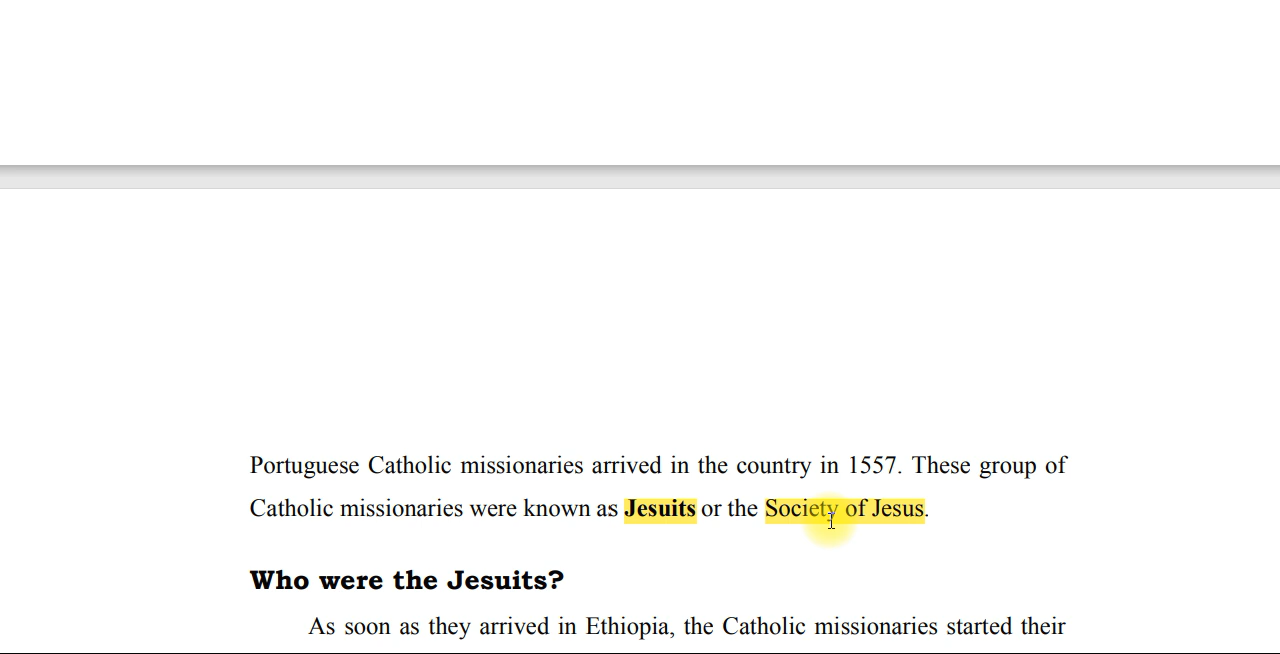 Portuguese Catholic missionaries arrived in the country in 1557. These group of
Catholic missionaries were known as Jesuits or the Society of Jesus.
Who were the Jesuits?
As soon as they arrived in Ethiopia, the Catholic missionaries started their